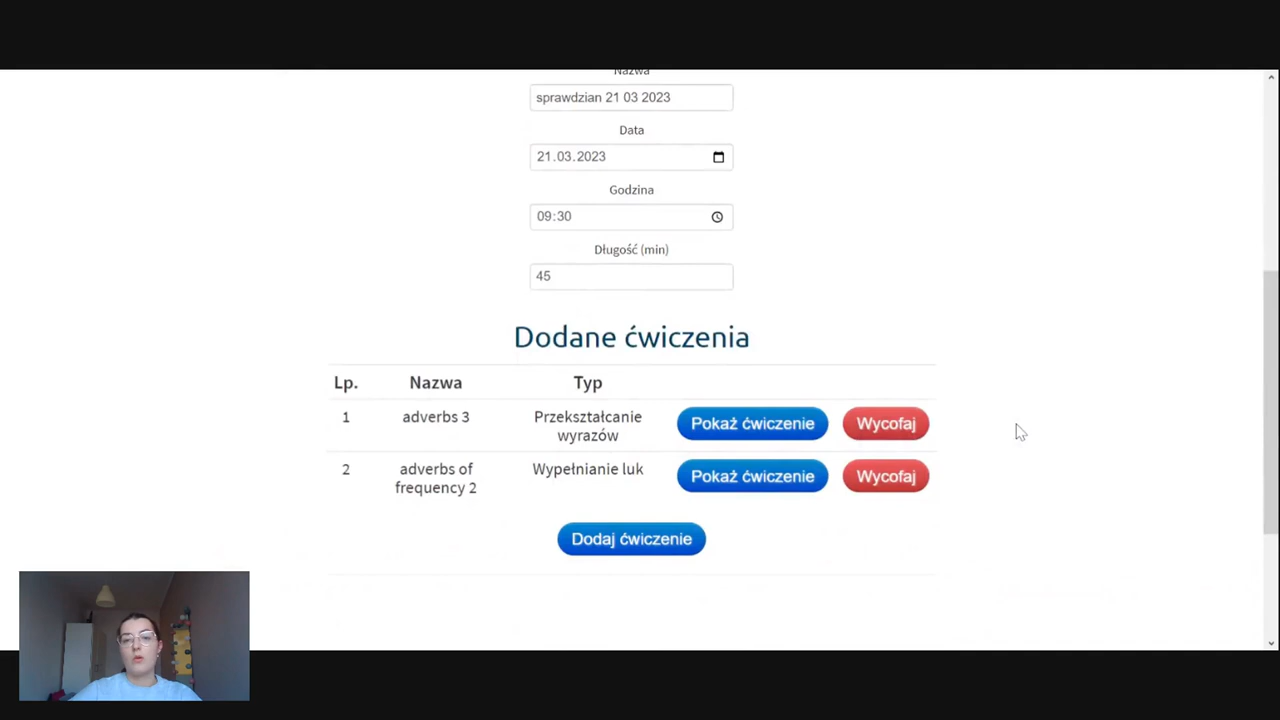 Nazwa
sprawdzian 21 03 2023
Data
21.03.2023
Godzina
09:30
Długość (min)
45
Dodane ćwiczenia
Lp. Nazwa Typ
1 adverbs 3 Przekształcanie wyrazów Pokaż ćwiczenie Wycofaj
2 adverbs of frequency 2 Wypełnianie luk Pokaż ćwiczenie Wycofaj
Dodaj ćwiczenie